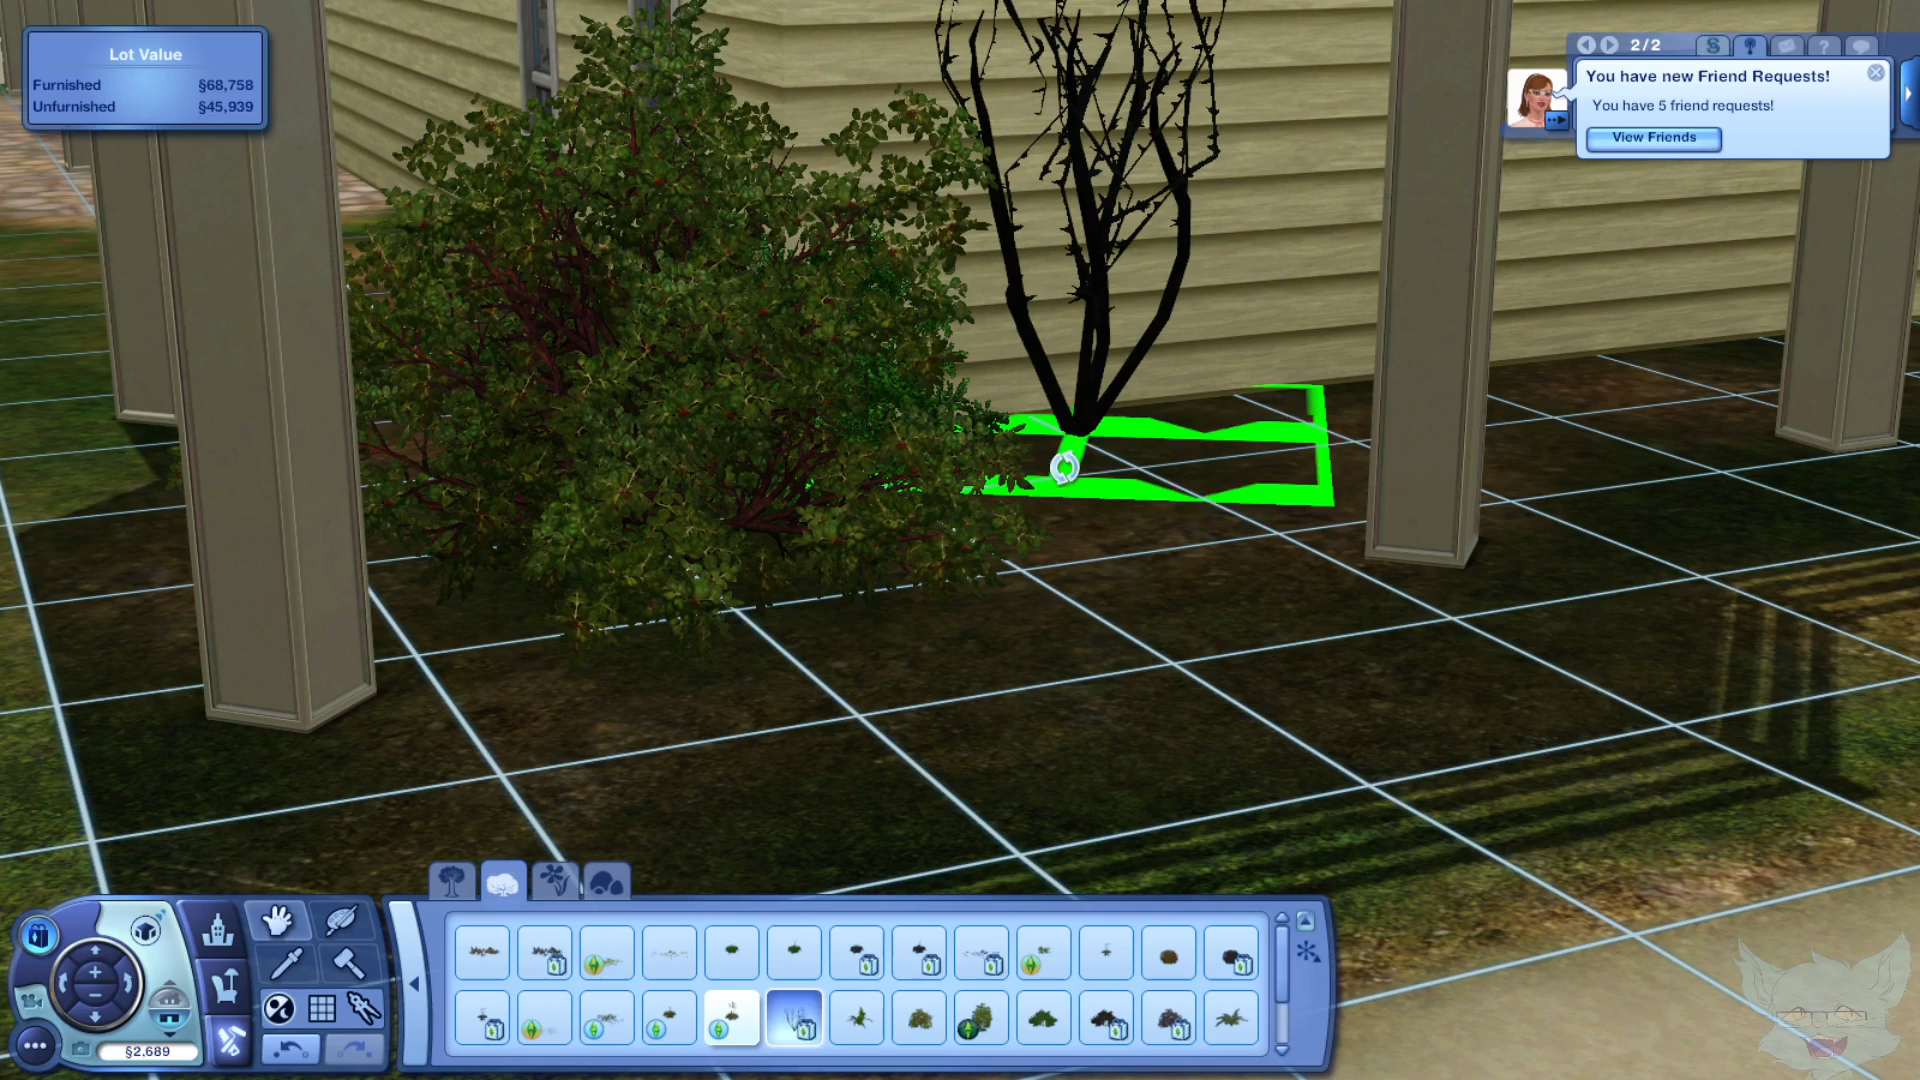 Lot Value
Furnished §68,758
Unfurnished §45,939
2/2
You have new Friend Requests!
You have 5 friend requests!
View Friends
§2,689